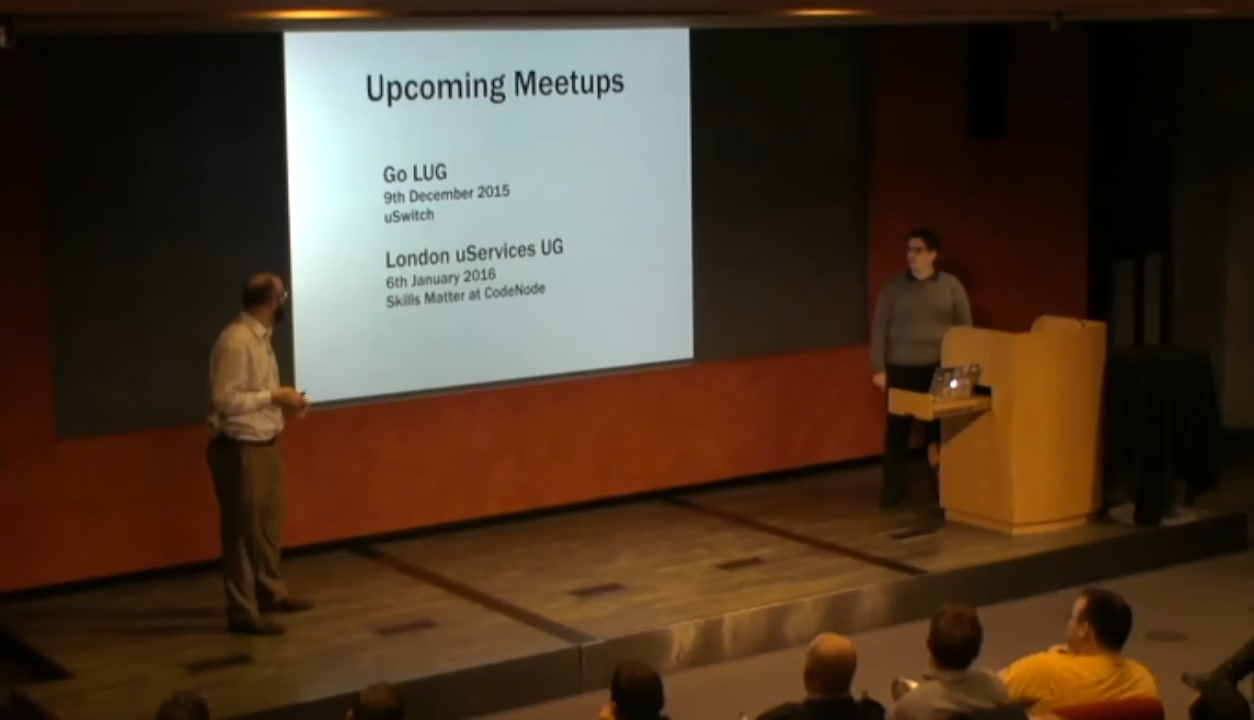 Upcoming Meetups
Go LUG
9th December 2015
uSwitch
London uServices UG
6th January 2016
Skills Matter at CodeNode